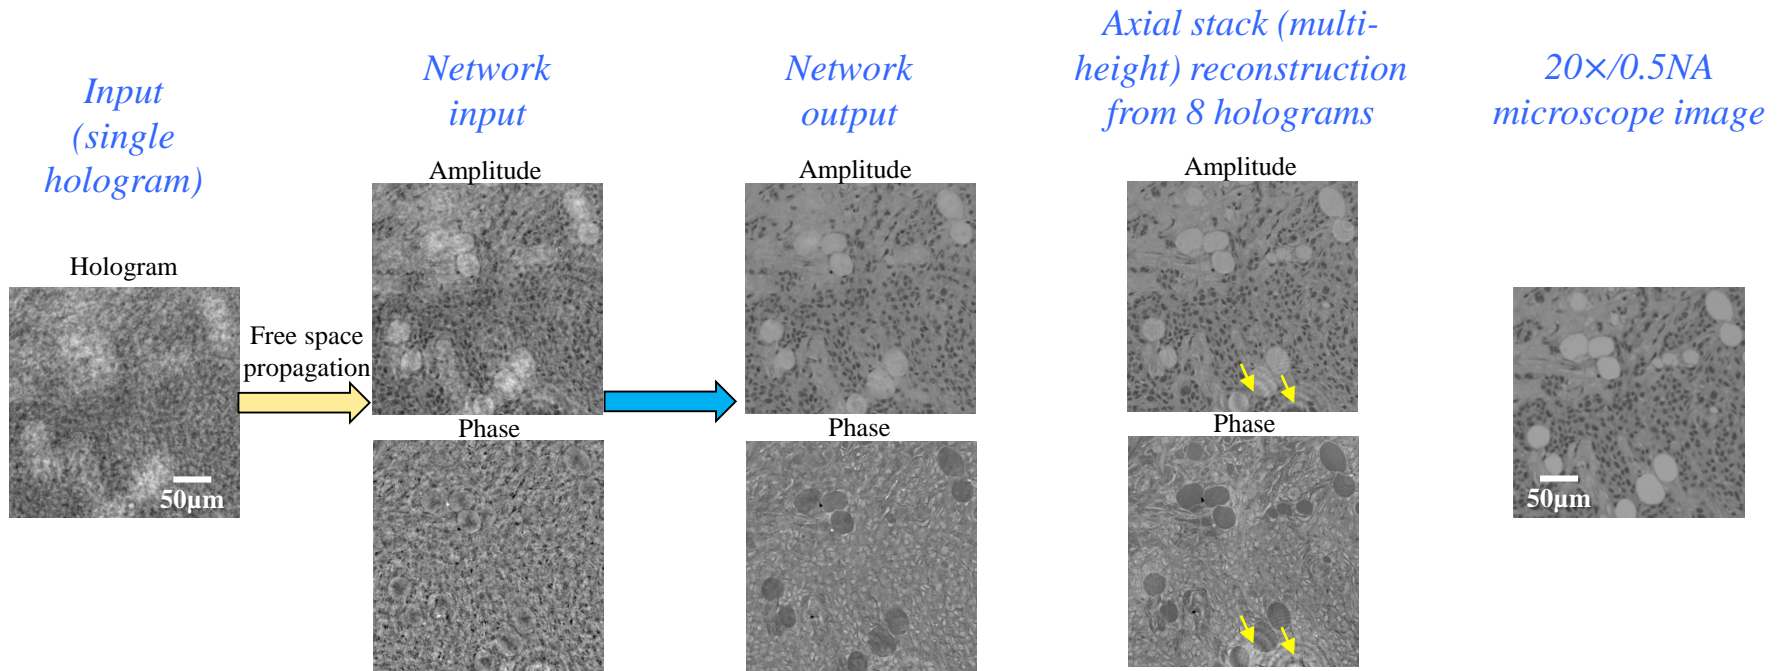 Input
(single
hologram)
Hologram
50μm
Free space
propagation
Network
input
Amplitude
Phase
Network
output
Amplitude
Phase
Axial stack (multi-
height) reconstruction
from 8 holograms
Amplitude
Phase
20×/0.5NA
microscope image
50μm